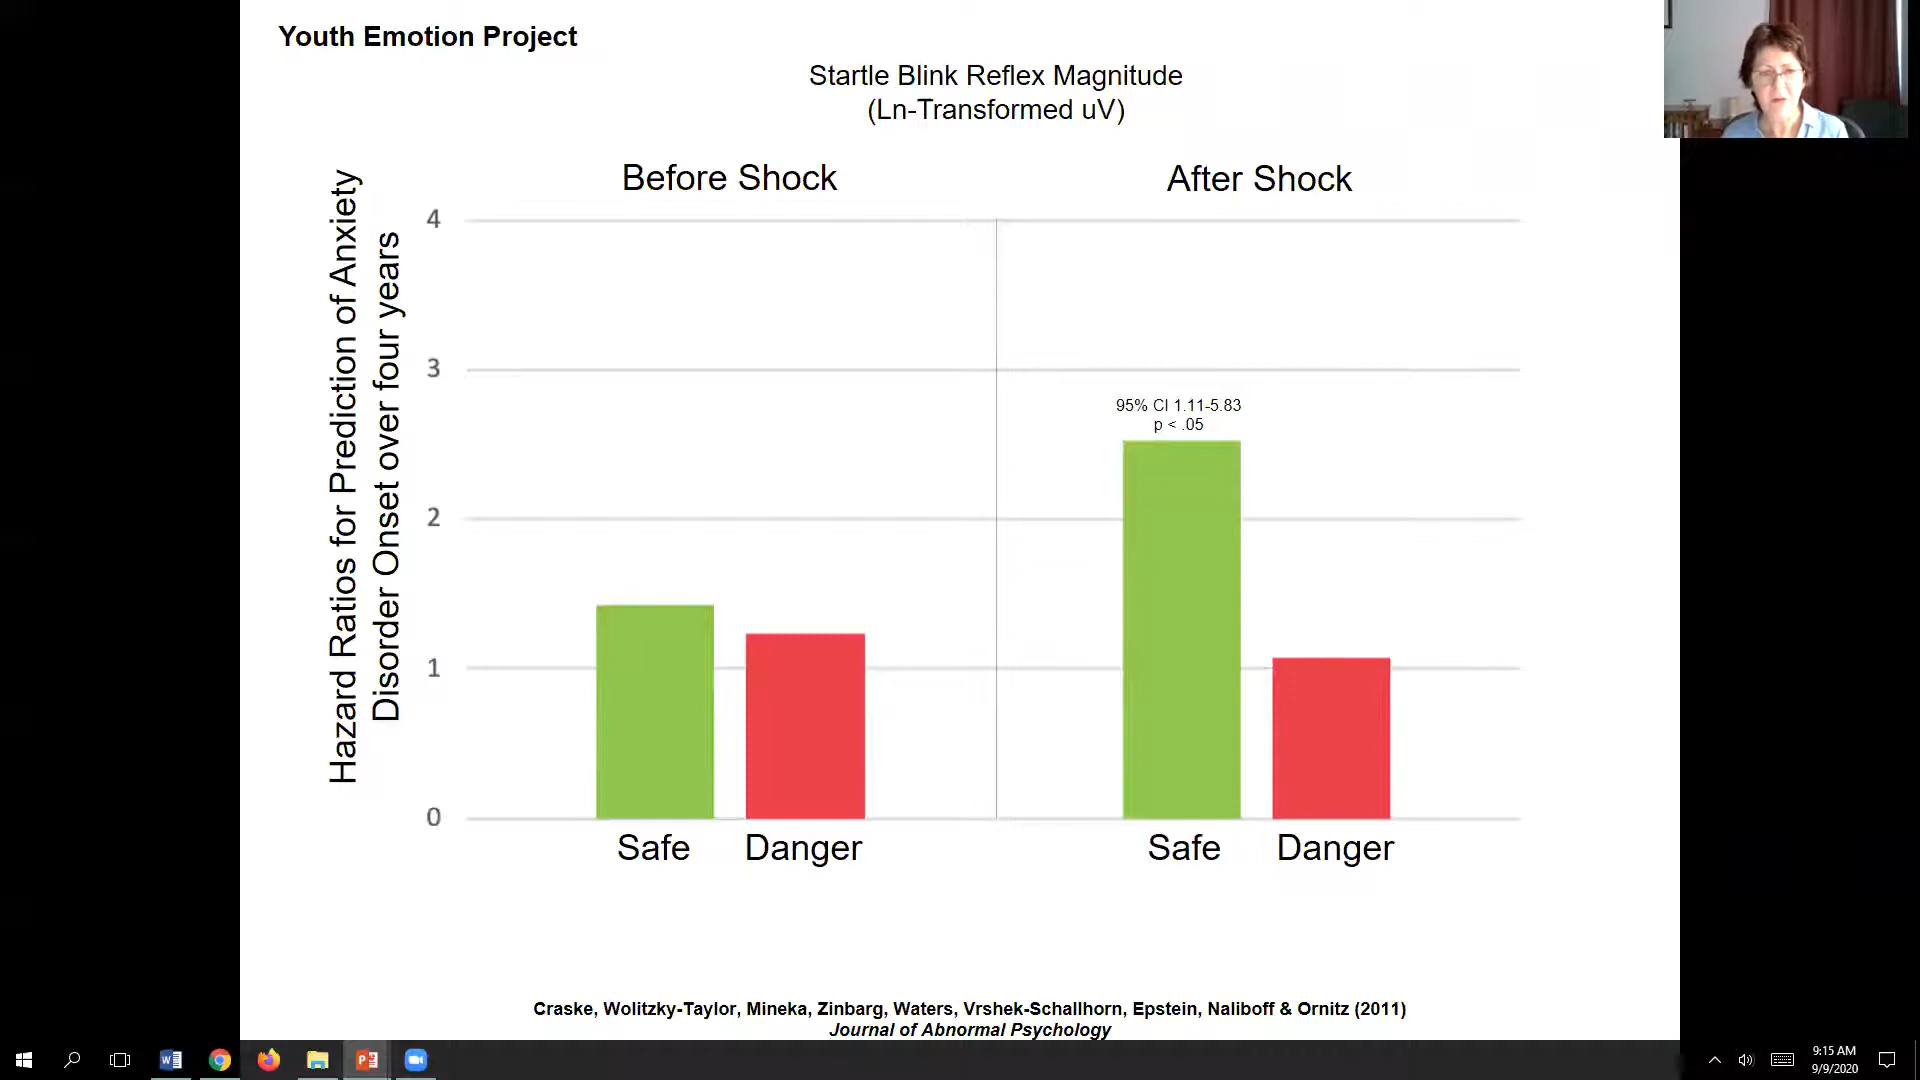 Youth Emotion Project
Startle Blink Reflex Magnitude
(Ln-Transformed uV)
Before Shock
After Shock
Hazard Ratios for Prediction of Anxiety
Disorder Onset over four years
4
3
2
1
0
95% CI 1.11-5.83
p < .05
Safe
Danger
Safe
Danger
Craske, Wolitzky-Taylor, Mineka, Zinbarg, Waters, Vrshek-Schallhorn, Epstein, Naliboff & Ornitz (2011)
Journal of Abnormal Psychology
9:15 AM
9/9/2020